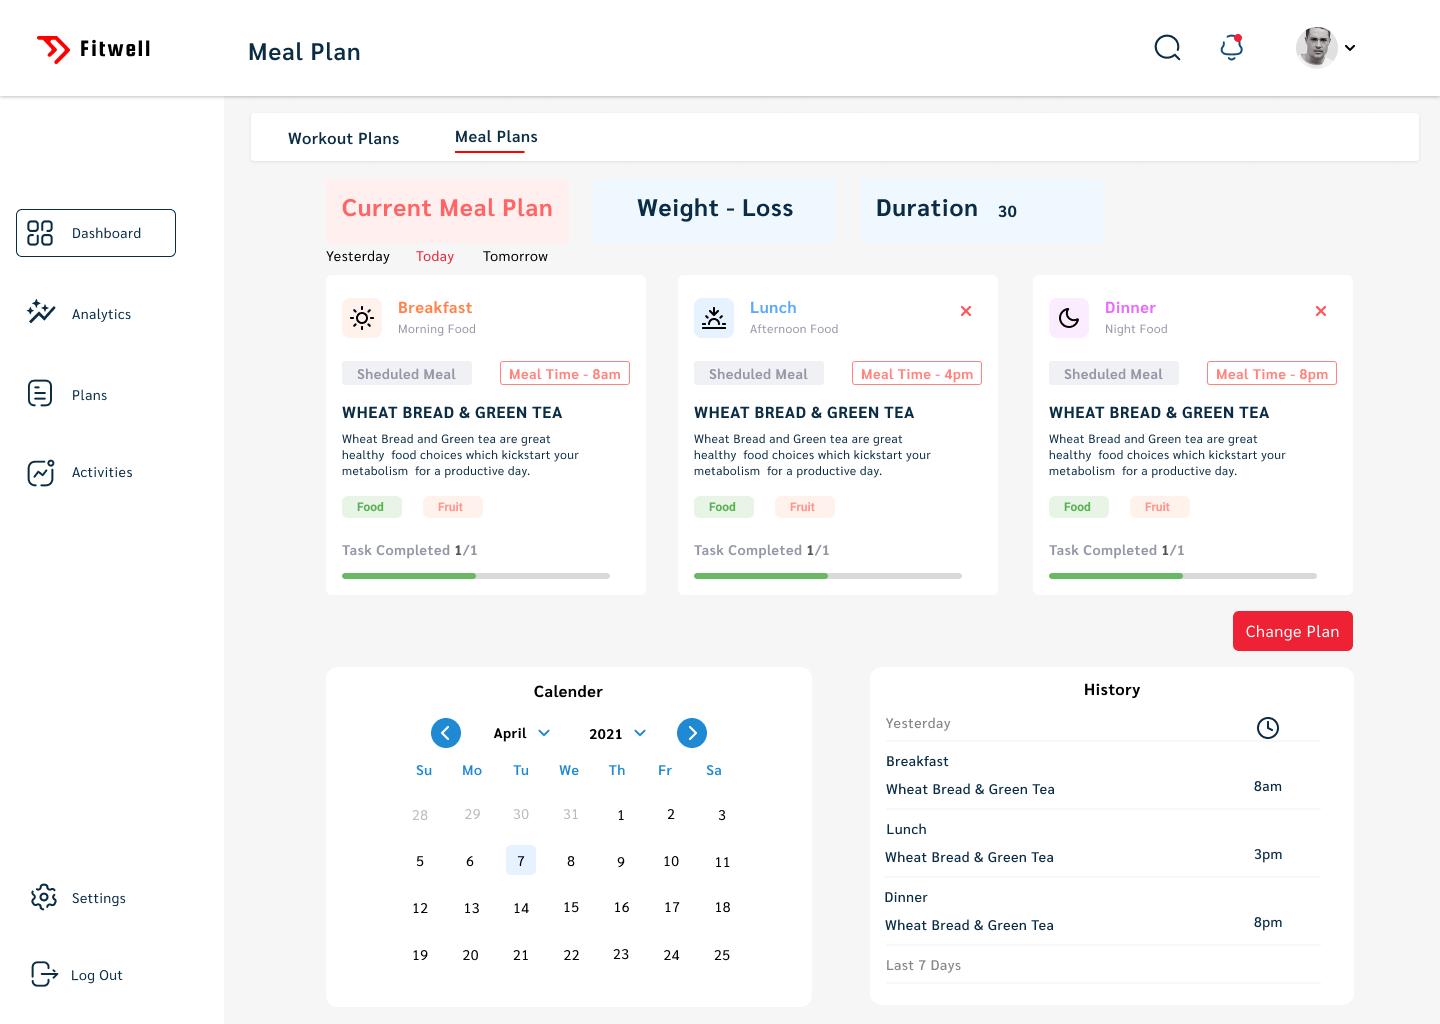 Fitwell
Meal Plan
Workout Plans
Meal Plans
Dashboard
Analytics
Plans
Activities
Settings
Log Out
Current Meal Plan
Weight - Loss
Duration 30
Yesterday Today Tomorrow
Breakfast
Morning Food
Sheduled Meal
Meal Time - 8am
WHEAT BREAD & GREEN TEA
Wheat Bread and Green tea are great
healthy food choices which kickstart your
metabolism for a productive day.
Food Fruit
Task Completed 1/1
Lunch
Afternoon Food
Sheduled Meal
Meal Time - 4pm
WHEAT BREAD & GREEN TEA
Wheat Bread and Green tea are great
healthy food choices which kickstart your
metabolism for a productive day.
Food Fruit
Task Completed 1/1
Dinner
Night Food
Sheduled Meal
Meal Time - 8pm
WHEAT BREAD & GREEN TEA
Wheat Bread and Green tea are great
healthy food choices which kickstart your
metabolism for a productive day.
Food Fruit
Task Completed 1/1
Change Plan
Calender
April 2021
Su Mo Tu We Th Fr Sa
28 29 30 31 1 2 3
5 6 7 8 9 10 11
12 13 14 15 16 17 18
19 20 21 22 23 24 25
History
Yesterday
Breakfast
Wheat Bread & Green Tea 8am
Lunch
Wheat Bread & Green Tea 3pm
Dinner
Wheat Bread & Green Tea 8pm
Last 7 Days